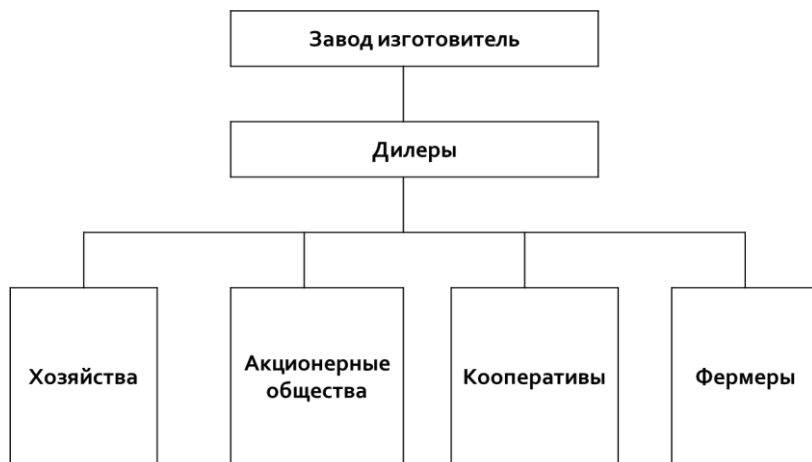 Завод изготовитель
Дилеры
Хозяйства
Акционерные
общества
Кооперативы
Фермеры